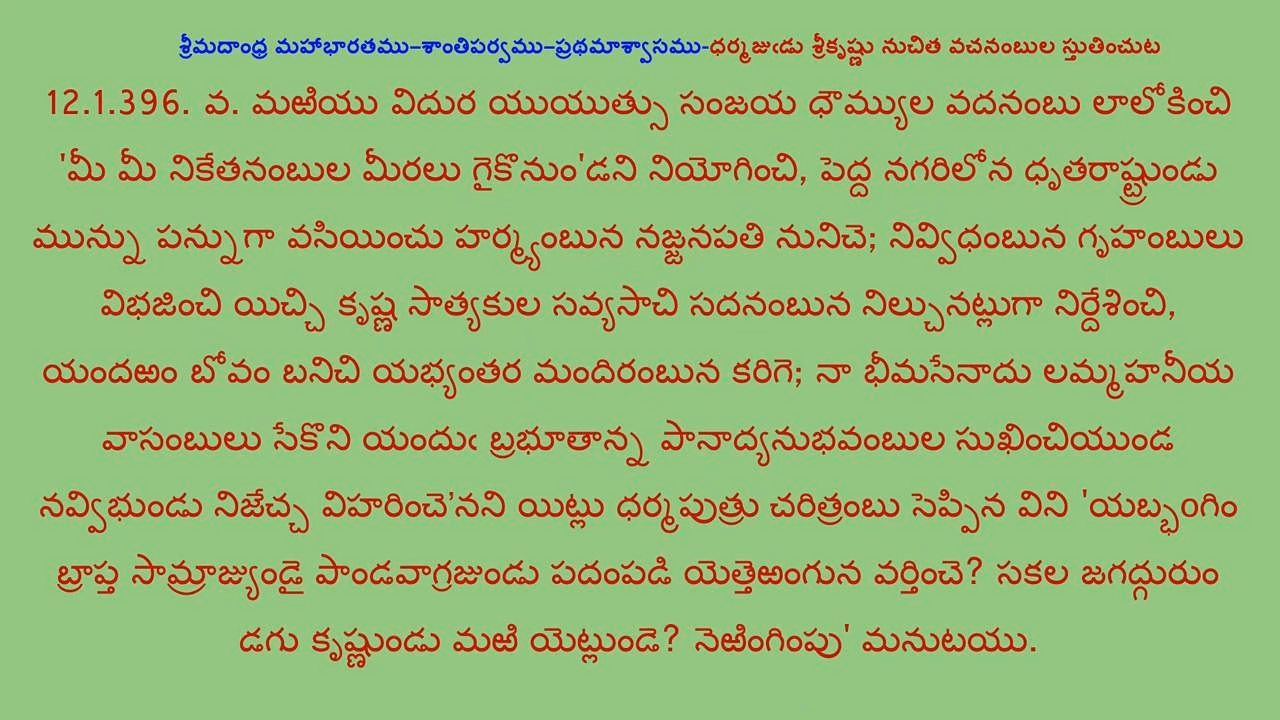 శ్రీమదాంధ్ర మహాభారతము–శాంతిపర్వము–ప్రథమాశ్వాసము-ధర్మజుఁడు శ్రీకృష్ణు నుచిత వచనంబుల స్తుతించుట
12.1.396. వ. మఱియు విదుర యుయుత్సు సంజయ ధౌమ్యుల వదనంబు లాలోకించి
'మీ మీ నికేతనంబుల మీరలు గైకొనుం'డని నియోగించి, పెద్ద నగరిలోన ధృతరాష్ట్రుండు
మున్ను పన్నుగా వసియించు హర్మ్యంబున నజ్జనపతి నునిచె; నివ్విధంబున గృహంబులు
విభజించి యిచ్చి కృష్ణ సాత్యకుల సవ్యసాచి సదనంబున నిల్చునట్లుగా నిర్దేశించి,
యందఱం బోవం బనిచి యభ్యంతర మందిరంబున కరిగె; నా భీమసేనాదు లమ్మహనీయ
వాసంబులు సేకొని యందుఁ బ్రభూతాన్న పానాద్యనుభవంబుల సుఖించియుండ
నవ్విభుండు నిజేచ్చ విహరించె'నని యిట్లు ధర్మపుత్రు చరిత్రంబు సెప్పిన విని 'యబ్భంగిం
బ్రాప్త సామ్రాజ్యుండై పాండవాగ్రజుండు పదంపడి యెత్తెఱంగున వర్తించె? సకల జగద్గురుం
డగు కృష్ణుండు మఱి యెట్లుండె? నెఱింగింపు' మనుటయు.